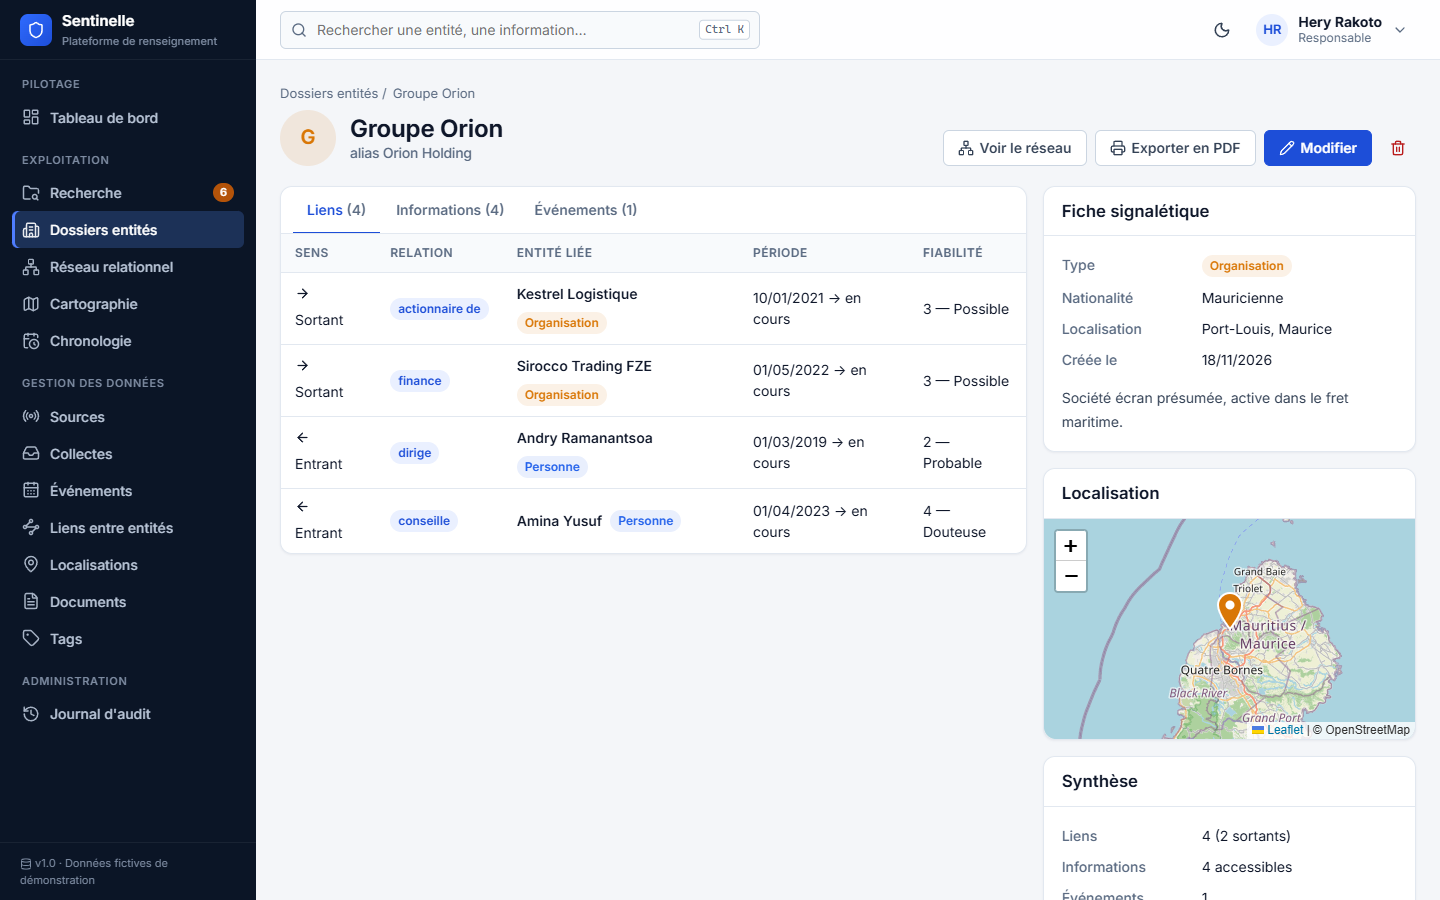 Sentinelle
Plateforme de renseignement
Rechercher une entité, une information...
Ctrl K
HR
Hery Rakoto
Responsable
PILOTAGE
Tableau de bord
EXPLOITATION
Recherche
6
Dossiers entités
Réseau relationnel
Cartographie
Chronologie
GESTION DES DONNÉES
Sources
Collectes
Événements
Liens entre entités
Localisations
Documents
Tags
ADMINISTRATION
Journal d'audit
v1.0 · Données fictives de
démonstration
Dossiers entités / Groupe Orion
G
Groupe Orion
alias Orion Holding
Voir le réseau
Exporter en PDF
Modifier
Liens (4) Informations (4) Événements (1)
SENS RELATION ENTITÉ LIÉE PÉRIODE FIABILITÉ
→
Sortant
actionnaire de
Kestrel Logistique
Organisation
10/01/2021 → en
cours
3 — Possible
→
Sortant
finance
Sirocco Trading FZE
Organisation
01/05/2022 → en
cours
3 — Possible
←
Entrant
dirige
Andry Ramanantsoa
Personne
01/03/2019 → en
cours
2 —
Probable
←
Entrant
conseille
Amina Yusuf Personne
01/04/2023 → en
cours
4 —
Douteuse
Fiche signalétique
Type Organisation
Nationalité Mauricienne
Localisation Port-Louis, Maurice
Créée le 18/11/2026
Société écran présumée, active dans le fret
maritime.
Localisation
+
−
Grand Baie
Triolet
Mauritius /
Maurice
Quatre Bornes
Black River
Grand Port
Leaflet | © OpenStreetMap
Synthèse
Liens 4 (2 sortants)
Informations 4 accessibles
Événements 1